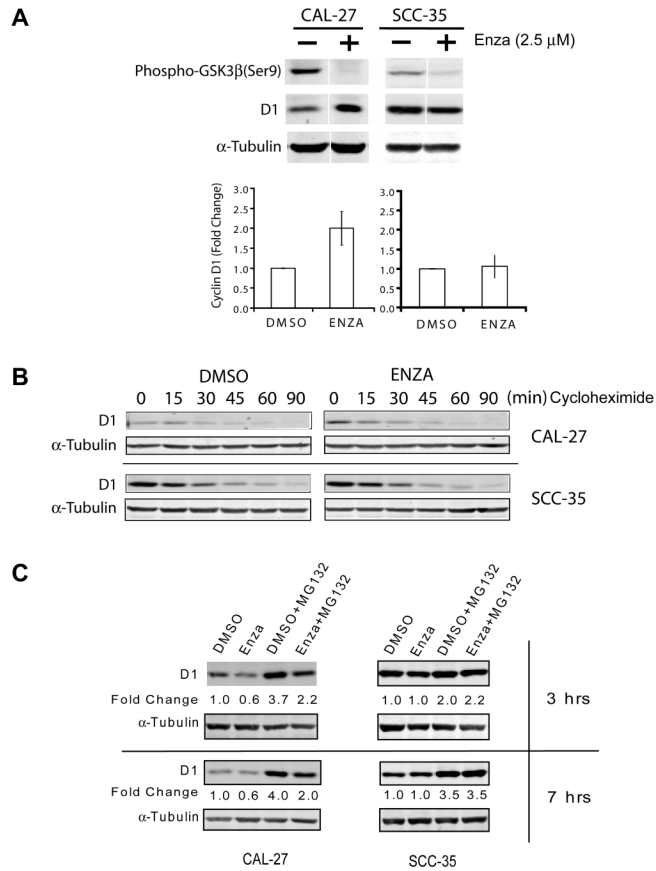 A
CAL-27 SCC-35
− + − + Enza (2.5 μM)
Phospho-GSK3β(Ser9)
D1
α-Tubulin
Cyclin D1 (Fold Change)
3.0 3.0
2.5 2.5
2.0 2.0
1.5 1.5
1.0 1.0
0.5 0.5
0.0 0.0
DMSO ENZA DMSO ENZA
B
DMSO ENZA
0 15 30 45 60 90 0 15 30 45 60 90 (min) Cycloheximide
D1
CAL-27
α-Tubulin
D1
SCC-35
α-Tubulin
C
DMSO Enza DMSO+MG132 Enza+MG132 DMSO Enza DMSO+MG132 Enza+MG132
D1
Fold Change 1.0 0.6 3.7 2.2 1.0 1.0 2.0 2.2 3 hrs
α-Tubulin
D1
Fold Change 1.0 0.6 4.0 2.0 1.0 1.0 3.5 3.5 7 hrs
α-Tubulin
CAL-27 SCC-35